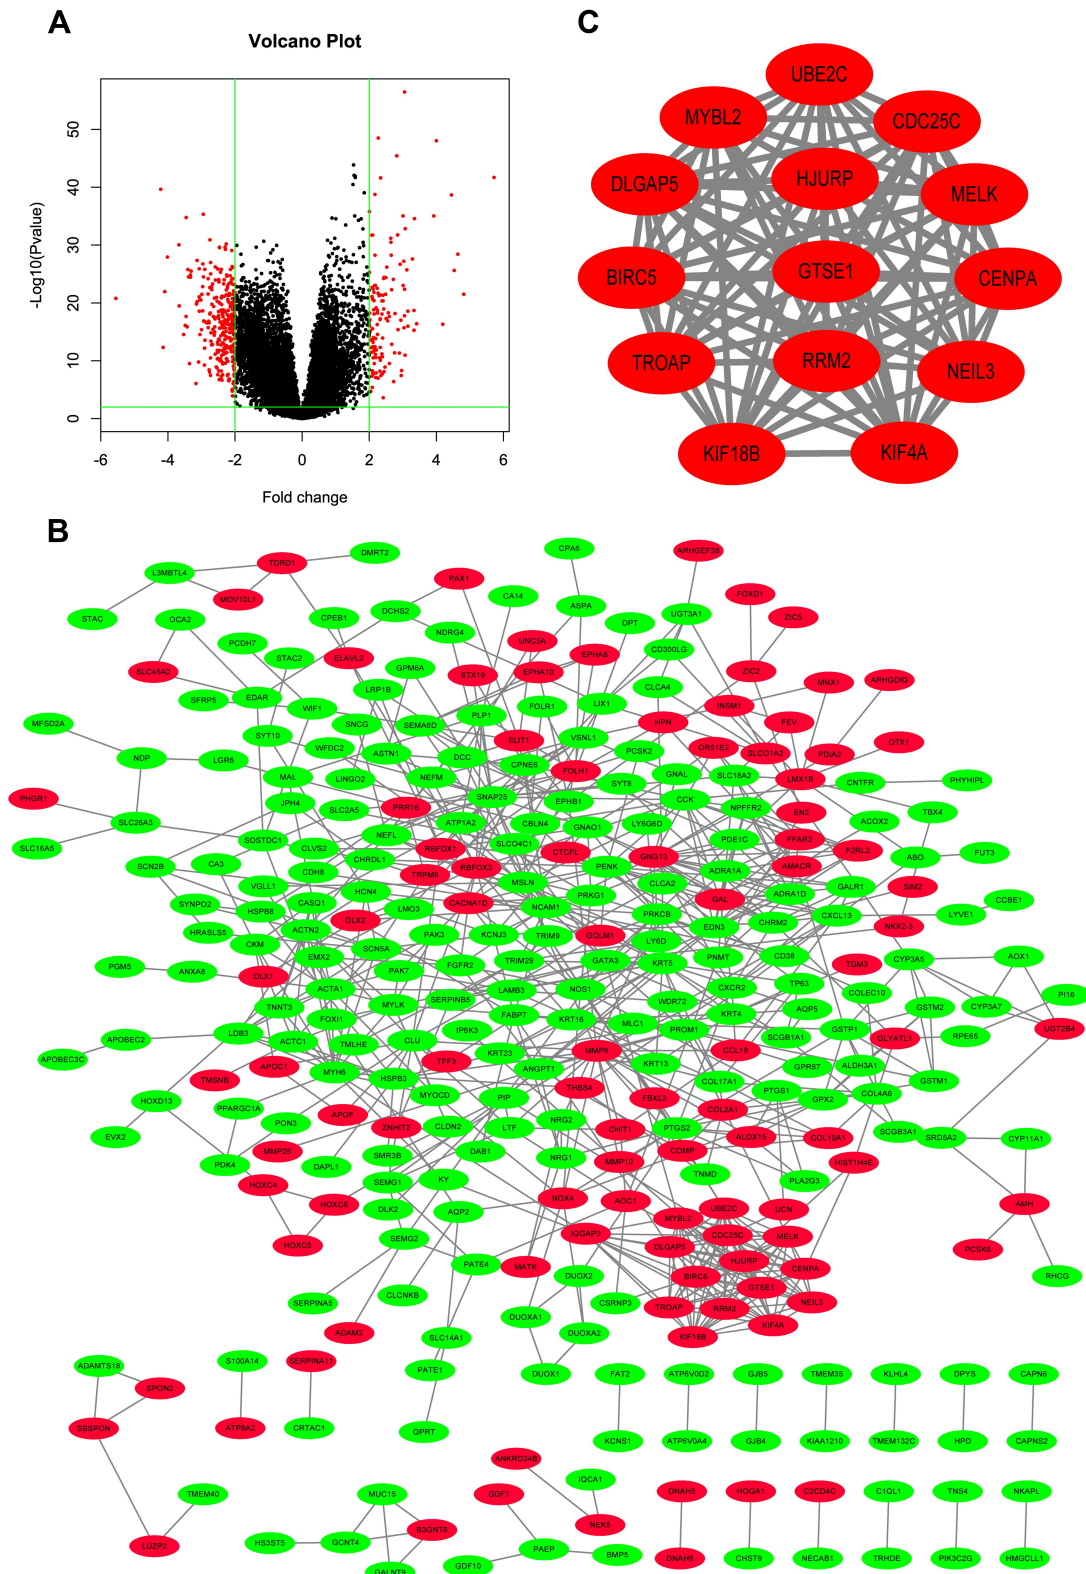 A
Volcano Plot
-Log10(Pvalue)
50
40
30
20
10
0
-6
-4
-2
0
2
4
6
Fold change
C
UBE2C
MYBL2
CDC25C
DLGAP5
HJURP
MELK
BIRC5
GTSE1
CENPA
TROAP
RRM2
NEIL3
KIF18B
KIF4A
B
L3MBTL4
TDRD1
DMRT2
MOV10L1
STAC
OCA2
CPEB1
PCDH7
STAC2
ELAVL2
SLC45A2
SFRP5
EDAR
WIF1
MFSD2A
NDP
LGR6
SYT10
WFDC2
PHGR1
SLC26A3
SLC16A5
SOSTDC1
MAL
JPH4
PAX1
CA14
DCHS2
NDRG4
CPA6
ASPA
DPT
ARHGEF38
UGT3A1
CD300LG
FOXD1
ZIC5
ZIC2
UNC5A
EPHA10
EPHA8
STX19
GPM6A
LRP1B
SNCG
SEMA6D
PLP1
FOLR1
LIX1
CLCA4
HPN
INSM1
MNX1
ARHGDIG
FEV
OTX1
PDIA2
SLCO1A2
OR51E2
LMX1B
CNTFR
PHYHIPL
SLIT1
VSNL1
PCSK2
ASTN1
DCC
CPNE6
FOLH1
GNAL
SLC18A2
LINGO2
NEFM
SYT8
SNAP25
EPHB1
CCK
NPFFR2
EN2
TBX4
SLC2A5
PRR16
ATP1A2
CBLN4
GNAO1
LY6G6D
PDE1C
FFAR2
ACOX2
NEFL
RBFOX1
SLCO4C1
CTCFL
GNG13
F2RL2
ABO
FUT3
CLVS2
CHRDL1
RBFOX3
PENK
ADRA1A
AMACR
SCN2B
CA3
CDH8
TRPM8
MSLN
CLCA2
GALR1
SIM2
CCBE1
VGLL1
HCN4
PRKG1
ADRA1D
SYNPO2
HSPB8
CASQ1
LMO3
CACNA1D
NCAM1
PRKCB
GAL
CHRM2
CXCL13
LYVE1
HRASLS5
ACTN2
DLX2
PAK3
KCNJ3
TRIM9
GOLM1
EDN3
NKX2-3
CKM
EMX2
SCN5A
LY6D
PNMT
CD38
PGM5
ANXA8
DLX1
PAK7
FGFR2
TRIM29
GATA3
KRT5
TGM3
CYP3A5
AOX1
ACTA1
SERPINB5
LAMB3
NOS1
CXCR2
TP63
COLEC10
TNNT3
MYLK
FABP7
WDR72
AQP5
GSTM2
CYP3A7
PI16
FOXI1
IP6K3
KRT16
MLC1
PROM1
KRT4
SCGB1A1
GSTP1
RPE65
UGT2B4
APOBEC2
LDB3
ACTC1
TMLHE
CLU
KRT23
MMP9
CCL16
GLYATL1
APOBEC3C
APOC1
MYH6
TFF3
ANGPT1
KRT13
GPR87
ALDH3A1
TMSNB
HSPB3
THBS4
COL17A1
GSTM1
HOXD13
PPARGC1A
APOF
MYOCD
PIP
FBXL3
PTGS1
GPX2
COL4A6
EVX2
PON3
ZNHIT2
CLDN2
LTF
NRG2
CHIT1
COL2A1
ALOX15
COL10A1
SCGB3A1
SRD5A2
CYP11A1
MMP26
SMR3B
DAB1
NRG1
PTGS2
COMP
HIST1H4E
PDK4
DAPL1
MMP10
TNMD
PLA2G3
HOXC4
SEMG1
KY
HOXC6
DLK2
AQP2
NOX4
AOC1
UBE2C
UCN
AMH
HOXC5
SEMG2
IQGAP3
MYBL2
CDC25C
MELK
PCSK6
DLGAP5
HJURP
CENPA
RHCG
PATE4
MATK
DUOX2
BIRC5
GTSE1
CLCNKB
SERPINA5
CSRNP3
TROAP
RRM2
NEIL3
ADAM2
SLC14A1
DUOXA1
DUOXA2
KIF18B
KIF4A
ADAMTS18
SPON2
SBSPON
S100A14
ATP8A2
SERPINA11
CRTAC1
PATE1
QPRT
DUOX1
FAT2
KCNS1
ATP6V0D2
ATP6V0A4
GJB5
GJB4
TMEM35
KIAA1210
KLHL4
TMEM132C
DPYS
HPD
CAPN6
CAPNS2
TMEM40
LUZP2
MUC15
HS3ST5
GCNT4
B3GNT6
GALNT9
ANKRD34B
GDF1
IQCA1
NEK5
PAEP
GDF10
BMP5
DNAH5
DNAH8
HOGA1
CHST9
C2CD4C
NECAB1
C1QL1
TRHDE
TNS4
PIK3C2G
NKAPL
HMGCLL1